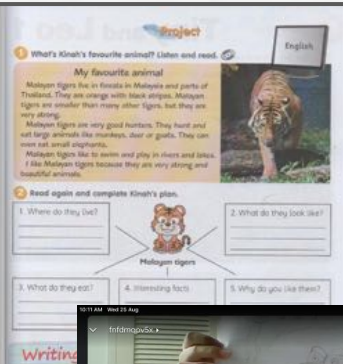 Project
English
1 What's Kinah's favourite animal? Listen and read.
My favourite animal
Malayan tigers live in forests in Malaysia and parts of
Thailand. They are orange with black stripes. Malayan
tigers are smaller than many other tigers, but they are
very strong.
Malayan tigers are very good hunters. They hunt and
eat large animals like monkeys, deer or goats. They can
even eat small elephants.
Malayan tigers like to swim and play in rivers and lakes.
I like Malayan tigers because they are very strong and
beautiful animals.
2 Read again and complete Kinah's plan.
1. Where do they live?
2. What do they look like?
Malayan tigers
3. What do they eat?
4. Interesting facts
5. Why do you like them?
10:11 AM Wed 25 Aug
Writing